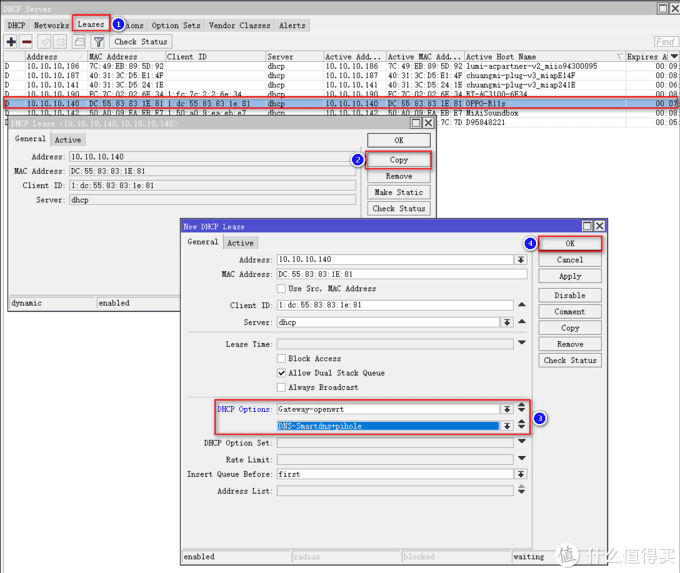 DHCP Server
DHCP Networks Leases Options Option Sets Vendor Classes Alerts
Check Status Find
Address MAC Address Client ID Server Active Add... Active MAC Addre... Active Host Name Expires A
D 10.10.10.186 7C:49:EB:89:5D:92 dhcp 10.10.10.186 7C:49:EB:89:5D:92 lumi-acpartner-v2_miio94300095 00:09:
D 10.10.10.187 40:31:3C:D5:E1:4F dhcp 10.10.10.187 40:31:3C:D5:E1:4F chuangmi-plug-v3_miapE14F 00:08:
D 10.10.10.141 40:31:3C:D5:24:1E dhcp 10.10.10.141 40:31:3C:D5:24:1E chuangmi-plug-v3_miap241E 00:06:
D 10.10.10.190 FC:7C:02:02:6E:34 1:fc:7c:2:2:6e:34 dhcp 10.10.10.190 FC:7C:02:02:6E:34 RT-AC3100-6E34 00:08:
D 10.10.10.140 DC:55:83:83:1E:81 1:dc:55:83:83:1e:81 dhcp 10.10.10.140 DC:55:83:83:1E:81 OPPO-R11s 00:07
D 10.10.10.142 50:A0:09:EA:EB:E7 1:50:a0:9:ea:eb:e7 dhcp 10.10.10.142 50:A0:09:EA:EB:E7 MiAiSoundbox 00:0
:7C:7D D95848221 00:0
DHCP Lease <10.10.10.140,10.10.10.140>
General Active
Address: 10.10.10.140
MAC Address: DC:55:83:83:1E:81
Client ID: 1:dc:55:83:83:1e:81
Server: dhcp
OK
Copy
Remove
Make Static
Check Status
dynamic enabled
1
2
New DHCP Lease
General Active
Address: 10.10.10.140
MAC Address: DC:55:83:83:1E:81
Use Src. MAC Address
Client ID: 1:dc:55:83:83:1e:81
Server: dhcp
Lease Time:
Block Access
Allow Dual Stack Queue
Always Broadcast
DHCP Options: Gateway-openwrt
DNS-Smartdns+pihole
DHCP Option Set:
Rate Limit:
Insert Queue Before: first
Address List:
3
4
OK
Cancel
Apply
Disable
Comment
Copy
Remove
Check Status
enabled radius blocked waiting
值 什么值得买